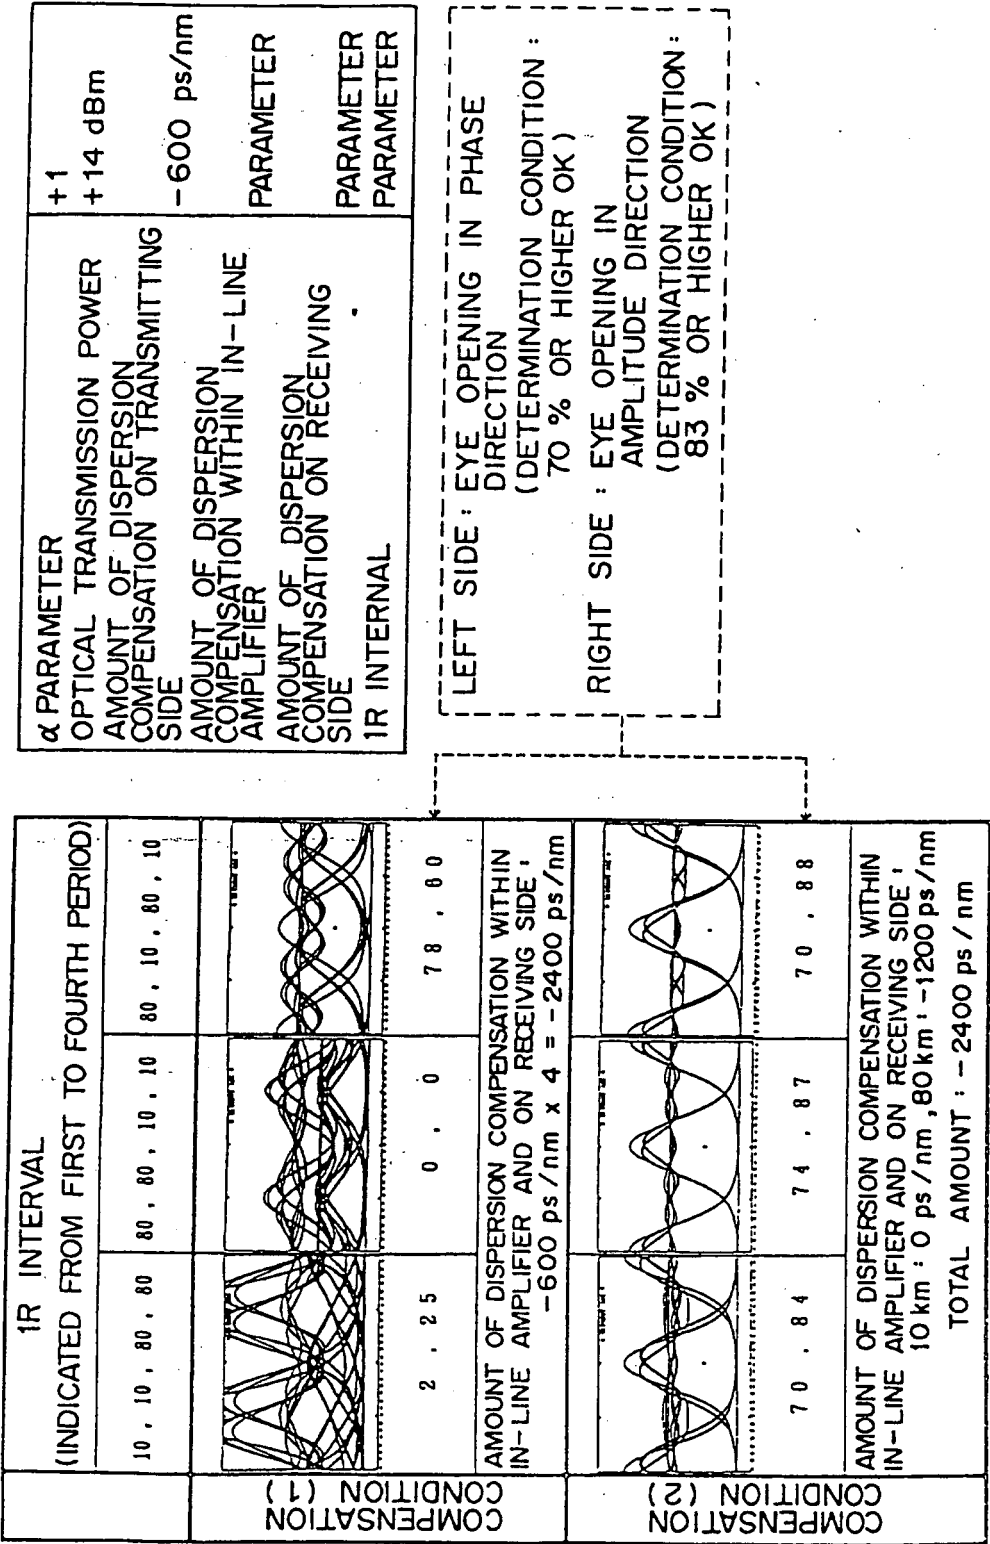 1R INTERVAL
(INDICATED FROM FIRST TO FOURTH PERIOD)
10, 10, 80, 80
80, 80, 10, 10
80, 10, 80, 10
COMPENSATION
CONDITION (1)
2, 25
0, 0
78, 60
AMOUNT OF DISPERSION COMPENSATION WITHIN
IN-LINE AMPLIFIER AND ON RECEIVING SIDE:
-600 ps/nm x 4 = -2400 ps/nm
COMPENSATION
CONDITION (2)
70, 84
74, 87
70, 88
AMOUNT OF DISPERSION COMPENSATION WITHIN
IN-LINE AMPLIFIER AND ON RECEIVING SIDE:
10 km: 0 ps/nm, 80 km: -1200 ps/nm
TOTAL AMOUNT: -2400 ps/nm
α PARAMETER +1
OPTICAL TRANSMISSION POWER +14 dBm
AMOUNT OF DISPERSION
COMPENSATION ON TRANSMITTING
SIDE -600 ps/nm
AMOUNT OF DISPERSION
COMPENSATION WITHIN IN-LINE
AMPLIFIER PARAMETER
AMOUNT OF DISPERSION
COMPENSATION ON RECEIVING
SIDE PARAMETER
1R INTERNAL PARAMETER
LEFT SIDE: EYE OPENING IN PHASE
DIRECTION
(DETERMINATION CONDITION:
70 % OR HIGHER OK)
RIGHT SIDE: EYE OPENING IN
AMPLITUDE DIRECTION
(DETERMINATION CONDITION:
83 % OR HIGHER OK)